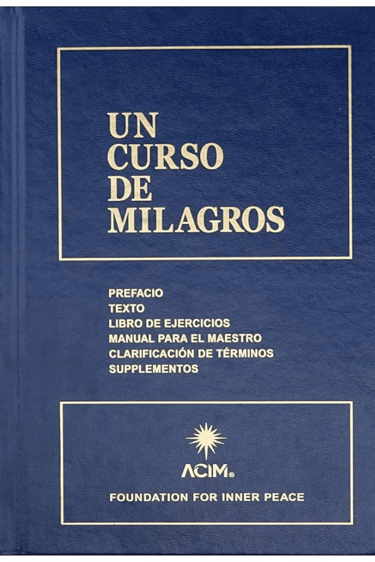 UN
CURSO
DE
MILAGROS
PREFACIO
TEXTO
LIBRO DE EJERCICIOS
MANUAL PARA EL MAESTRO
CLARIFICACIÓN DE TÉRMINOS
SUPPLEMENTOS
ACIM®
FOUNDATION FOR INNER PEACE